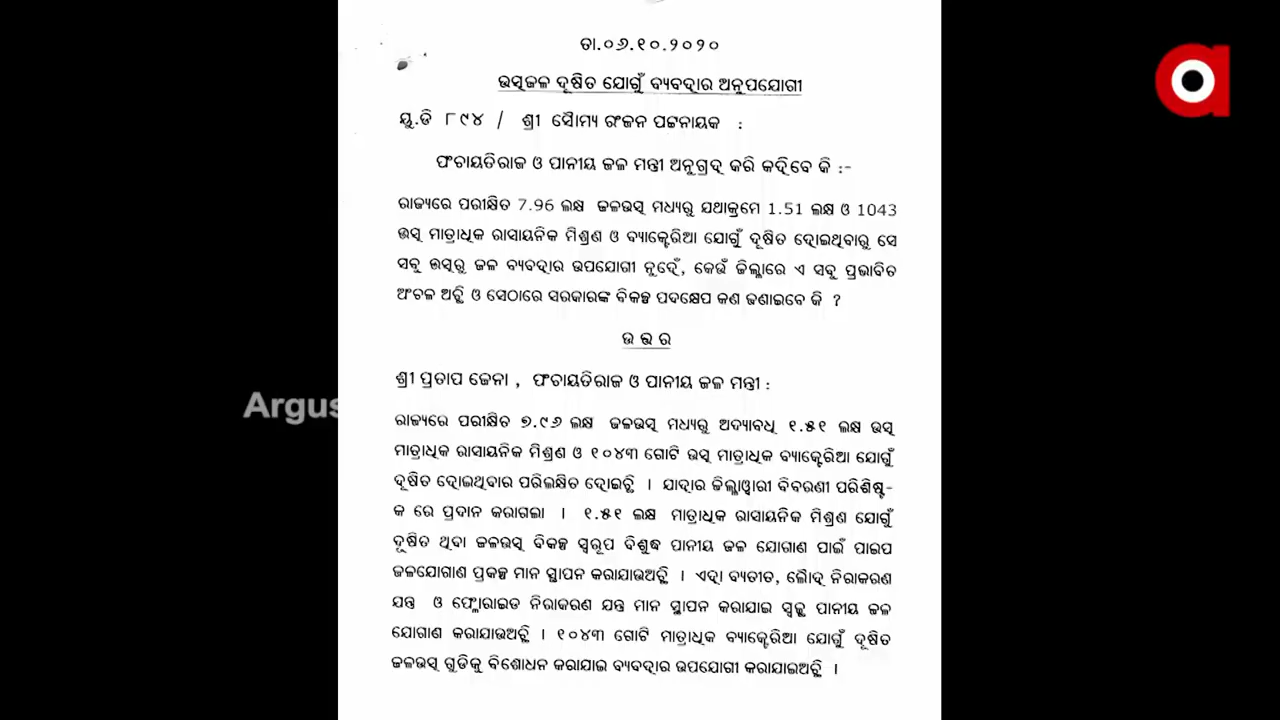 ତା.୦୬.୧୦.୨୦୨୦
ଉତ୍ସଜଳ ଦୂଷିତ ଯୋଗୁଁ ବ୍ୟବହାର ଅନୁପଯୋଗୀ
ୟୁ.ଡି ୮୯୪ / ଶ୍ରୀ ସୌମ୍ୟ ରଂଜନ ପଟ୍ଟନାୟକ :
ପଂଚାୟତିରାଜ ଓ ପାନୀୟ ଜଳ ମନ୍ତ୍ରୀ ଅନୁଗ୍ରହ କରି କହିବେ କି :-
ରାଜ୍ୟରେ ପରୀକ୍ଷିତ 7.96 ଲକ୍ଷ ଜଳଉତ୍ସ ମଧ୍ୟରୁ ଯଥାକ୍ରମେ 1.51 ଲକ୍ଷ ଓ 1043
ଉତ୍ସ ମାତ୍ରାଧିକ ରାସାୟନିକ ମିଶ୍ରଣ ଓ ବ୍ୟାକ୍ଟେରିଆ ଯୋଗୁଁ ଦୂଷିତ ହୋଇଥିବାରୁ ସେ
ସବୁ ଉତ୍ସରୁ ଜଳ ବ୍ୟବହାର ଉପଯୋଗୀ ନୁହେଁ, କେଉଁ ଜିଲ୍ଲାରେ ଏ ସବୁ ପ୍ରଭାବିତ
ଅଂଚଳ ଅଛି ଓ ସେଠାରେ ସରକାରଙ୍କ ବିକଳ୍ପ ପଦକ୍ଷେପ କଣ ଜଣାଇବେ କି ?
ଉ ତ୍ତ ର
ଶ୍ରୀ ପ୍ରତାପ ଜେନା , ପଂଚାୟତିରାଜ ଓ ପାନୀୟ ଜଳ ମନ୍ତ୍ରୀ :
ରାଜ୍ୟରେ ପରୀକ୍ଷିତ ୭.୯୬ ଲକ୍ଷ ଜଳଉତ୍ସ ମଧ୍ୟରୁ ଅଦ୍ୟାବଧି ୧.୫୧ ଲକ୍ଷ ଉତ୍ସ
ମାତ୍ରାଧିକ ରାସାୟନିକ ମିଶ୍ରଣ ଓ ୧୦୪୩ ଗୋଟି ଉତ୍ସ ମାତ୍ରାଧିକ ବ୍ୟାକ୍ଟେରିଆ ଯୋଗୁଁ
ଦୂଷିତ ହୋଇଥିବାର ପରିଲକ୍ଷିତ ହୋଇଛି । ଯାହାର ଜିଲ୍ଲାୱାରୀ ବିବରଣୀ ପରିଶିଷ୍ଟ-
କ ରେ ପ୍ରଦାନ କରାଗଲା । ୧.୫୧ ଲକ୍ଷ ମାତ୍ରାଧିକ ରାସାୟନିକ ମିଶ୍ରଣ ଯୋଗୁଁ
ଦୂଷିତ ଥିବା ଜଳଉତ୍ସ ବିକଳ୍ପ ସ୍ୱରୂପ ବିଶୁଦ୍ଧ ପାନୀୟ ଜଳ ଯୋଗାଣ ପାଇଁ ପାଇପ
ଜଳଯୋଗାଣ ପ୍ରକଳ୍ପ ମାନ ସ୍ଥାପନ କରାଯାଉଅଛି । ଏହା ବ୍ୟତୀତ, ଲୌହ ନିରାକରଣ
ଯନ୍ତ୍ର ଓ ଫ୍ଲୋରାଇଡ ନିରାକରଣ ଯନ୍ତ୍ର ମାନ ସ୍ଥାପନ କରାଯାଇ ସ୍ୱଚ୍ଛ ପାନୀୟ ଜଳ
ଯୋଗାଣ କରାଯାଉଅଛି । ୧୦୪୩ ଗୋଟି ମାତ୍ରାଧିକ ବ୍ୟାକ୍ଟେରିଆ ଯୋଗୁଁ ଦୂଷିତ
ଜଳଉତ୍ସ ଗୁଡିକୁ ବିଶୋଧନ କରାଯାଇ ବ୍ୟବହାର ଉପଯୋଗୀ କରାଯାଇଅଛି ।
Argus